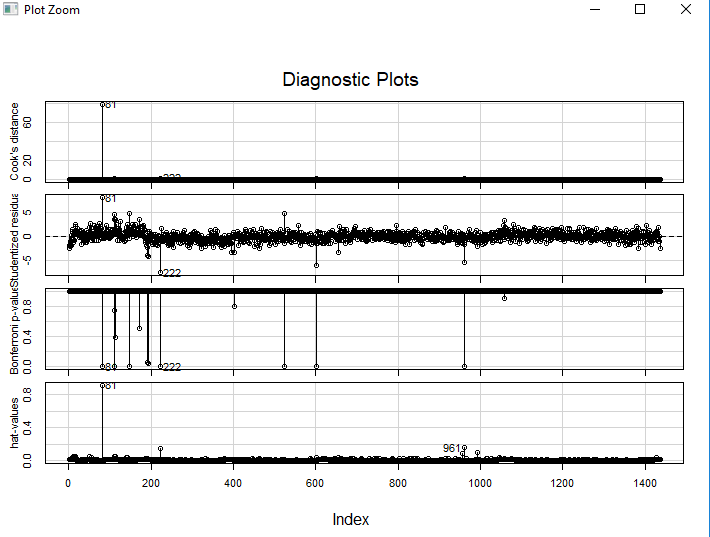 Plot Zoom
Diagnostic Plots
Cook's distance
0 20 60
81
222
Studentized residual
-5 0 5
81
222
Bonferroni p-value
0.0 0.4 0.8
81
222
hat-values
0.0 0.4 0.8
81
961
0 200 400 600 800 1000 1200 1400
Index